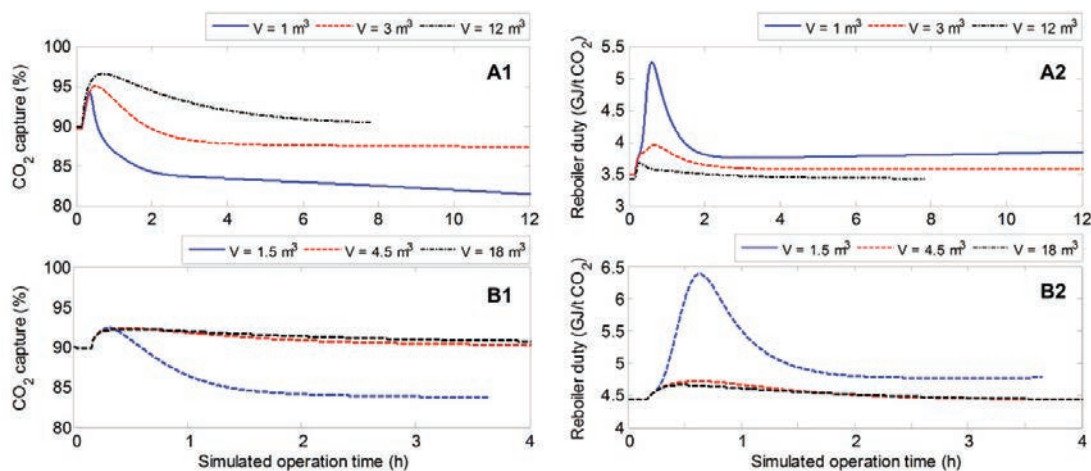 V = 1 m³ V = 3 m³ V = 12 m³
100
95
90
85
80
CO₂ capture (%)
A1
0 2 4 6 8 10 12
V = 1 m³ V = 3 m³ V = 12 m³
5.5
5
4.5
4
3.5
3
Reboiler duty (GJ/t CO₂)
A2
0 2 4 6 8 10 12
V = 1.5 m³ V = 4.5 m³ V = 18 m³
100
95
90
85
80
CO₂ capture (%)
B1
0 1 2 3 4
Simulated operation time (h)
V = 1.5 m³ V = 4.5 m³ V = 18 m³
6.5
6
5.5
5
4.5
4
Reboiler duty (GJ/t CO₂)
B2
0 1 2 3 4
Simulated operation time (h)